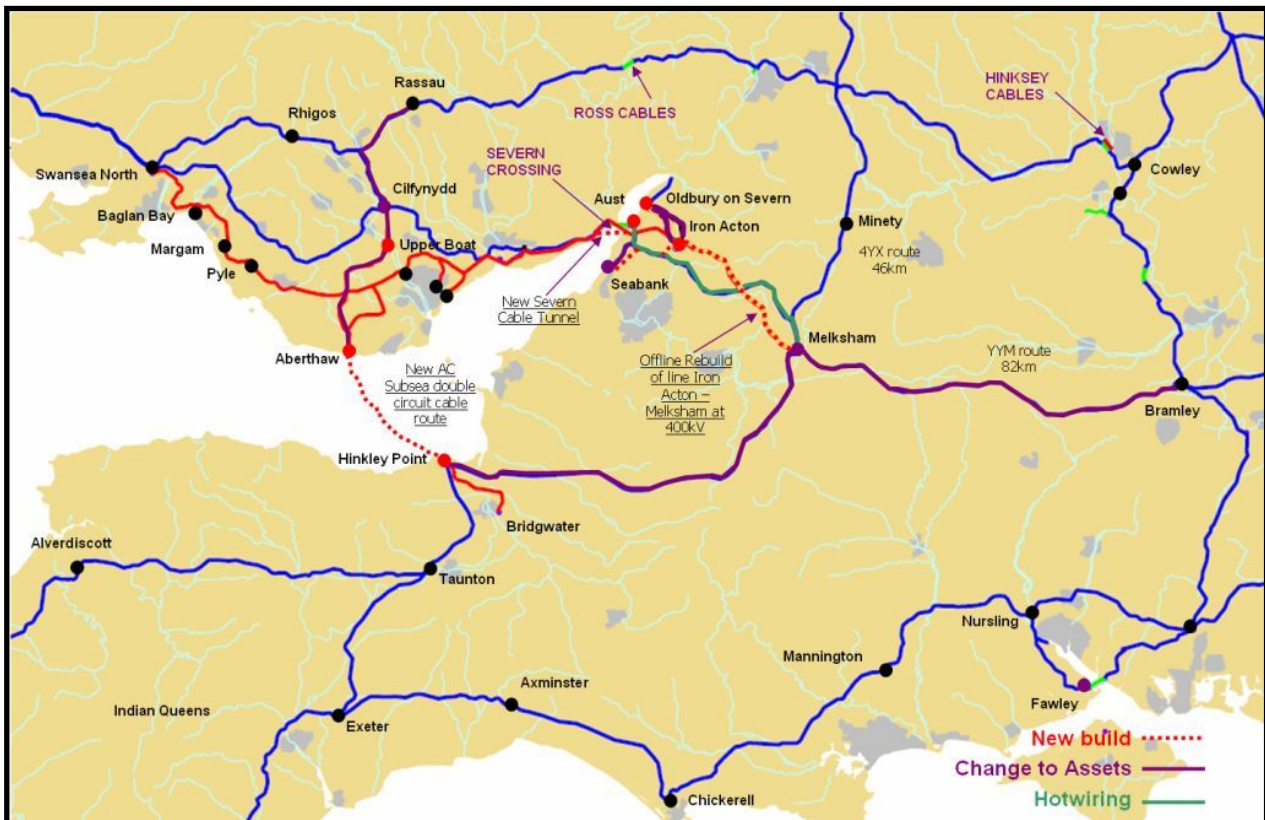 Rassau
HINKSEY
CABLES
Rhigos
ROSS CABLES
SEVERN
CROSSING
Cowley
Swansea North
Cilfynydd
Aust
Oldbury on Severn
Baglan Bay
Iron Acton
Minety
Margam
Upper Boat
4YX route
46km
Pyle
Seabank
New Severn
Cable Tunnel
Melksham
Aberthaw
YYM route
82km
New AC
Subsea double
circuit cable
route
Offline Rebuild
of line Iron
Acton –
Melksham at
400kV
Bramley
Hinkley Point
Bridgwater
Alverdiscott
Taunton
Nursling
Mannington
Axminster
Indian Queens
Exeter
Fawley
New build
Change to Assets
Hotwiring
Chickerell